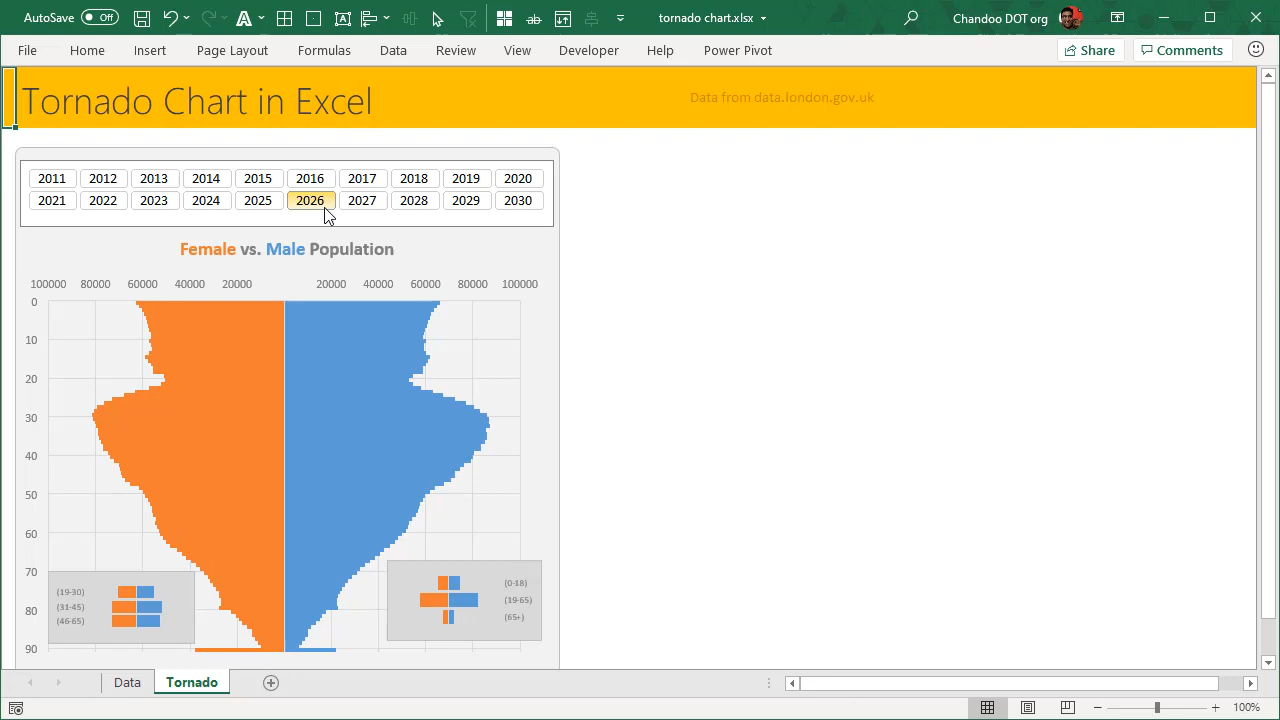 AutoSave Off tornado chart.xlsx Chandoo DOT org
File Home Insert Page Layout Formulas Data Review View Developer Help Power Pivot Share Comments
Tornado Chart in Excel
Data from data.london.gov.uk
2011 2012 2013 2014 2015 2016 2017 2018 2019 2020
2021 2022 2023 2024 2025 2026 2027 2028 2029 2030
Female vs. Male Population
100000 80000 60000 40000 20000 20000 40000 60000 80000 100000
0
10
20
30
40
50
60
70
80
90
(19-30)
(31-45)
(46-65)
(0-18)
(19-65)
(65+)
Data Tornado
100%